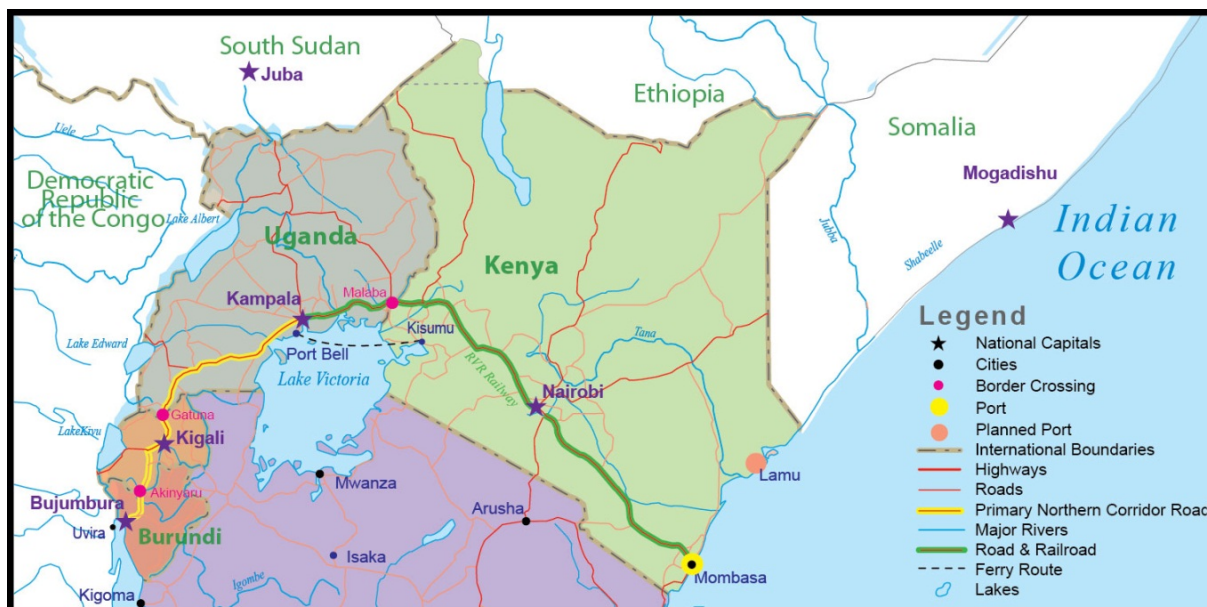 South Sudan
Juba
Ethiopia
Somalia
Uele
Mogadishu
Democratic
Republic
of the Congo
Lake Albert
Jubba
Indian
Ocean
Shabeelle
Uganda
Kenya
Malaba
Kampala
Kisumu
Tana
Port Bell
Lake Edward
Lake Victoria
RVR Railway
Nairobi
Gatuna
LakeKivu
Kigali
Lamu
Mwanza
Akinyaru
Bujumbura
Arusha
Uvira
Burundi
Isaka
Mombasa
Igombe
Kigoma
Legend
National Capitals
Cities
Border Crossing
Port
Planned Port
International Boundaries
Highways
Roads
Primary Northern Corridor Road
Major Rivers
Road & Railroad
Ferry Route
Lakes